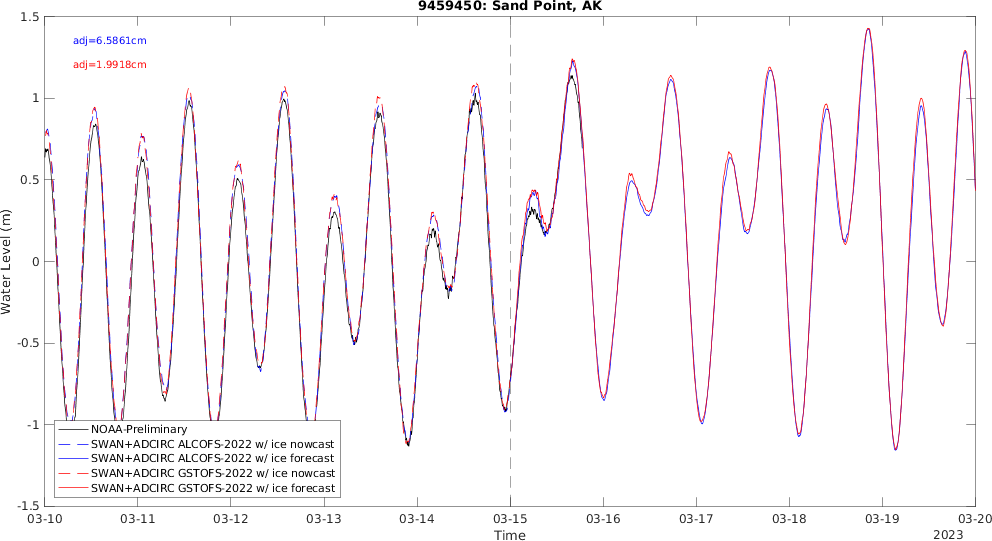 9459450: Sand Point, AK
adj=6.5861cm
adj=1.9918cm
Water Level (m)
1.5
1
0.5
0
-0.5
-1
-1.5
NOAA-Preliminary
SWAN+ADCIRC ALCOFS-2022 w/ ice nowcast
SWAN+ADCIRC ALCOFS-2022 w/ ice forecast
SWAN+ADCIRC GSTOFS-2022 w/ ice nowcast
SWAN+ADCIRC GSTOFS-2022 w/ ice forecast
03-10 03-11 03-12 03-13 03-14 03-15 03-16 03-17 03-18 03-19 03-20
Time
2023